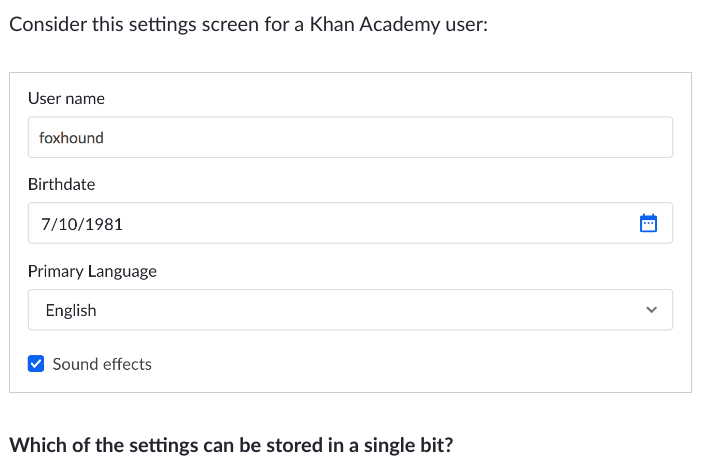 Consider this settings screen for a Khan Academy user:
User name
foxhound
Birthdate
7/10/1981
Primary Language
English
Sound effects
Which of the settings can be stored in a single bit?